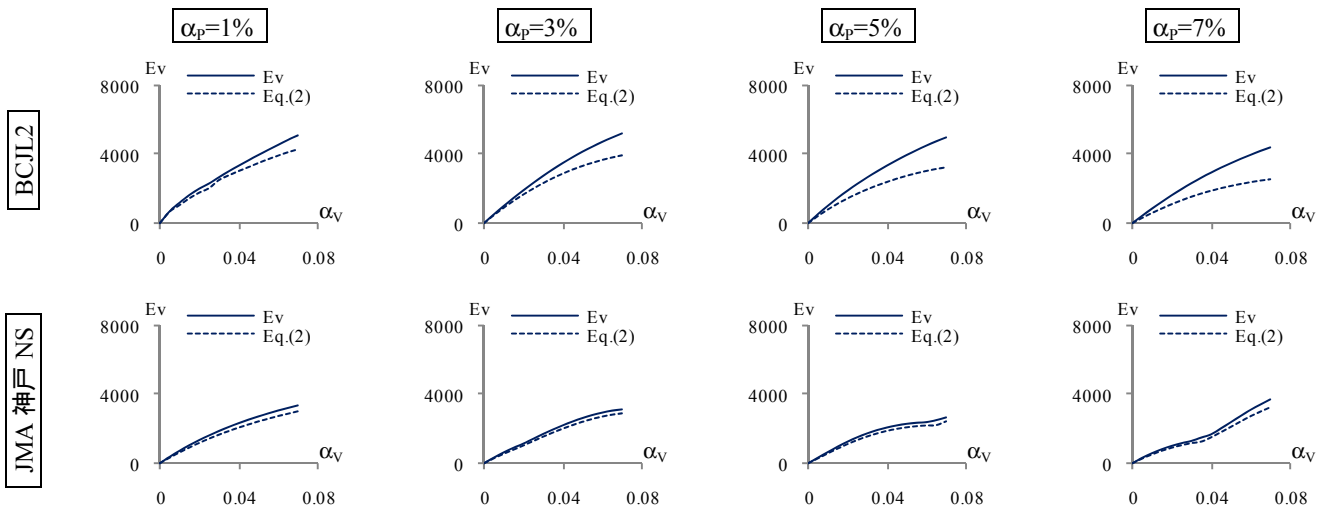 αP=1% αP=3% αP=5% αP=7%
BCJL2
Ev
Ev
Eq.(2)
8000
4000
0
αV
0 0.04 0.08
Ev
Ev
Eq.(2)
8000
4000
0
αV
0 0.04 0.08
Ev
Ev
Eq.(2)
8000
4000
0
αV
0 0.04 0.08
Ev
Ev
Eq.(2)
8000
4000
0
αV
0 0.04 0.08
JMA 神戸 NS
Ev
Ev
Eq.(2)
8000
4000
0
αV
0 0.04 0.08
Ev
Ev
Eq.(2)
8000
4000
0
αV
0 0.04 0.08
Ev
Ev
Eq.(2)
8000
4000
0
αV
0 0.04 0.08
Ev
Ev
Eq.(2)
8000
4000
0
αV
0 0.04 0.08